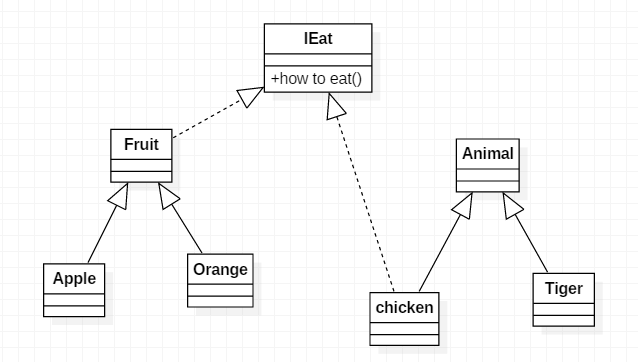 IEat
+how to eat()
Fruit
Animal
Apple
Orange
chicken
Tiger